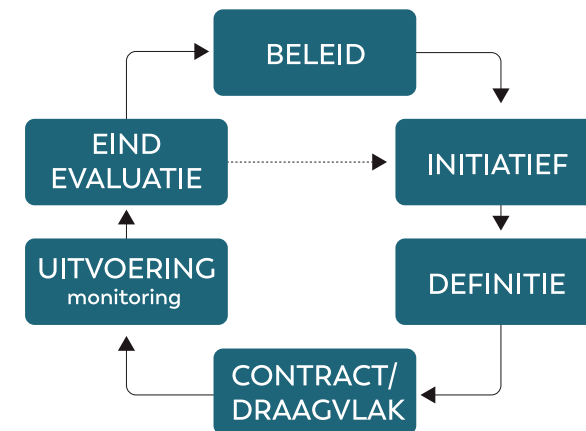 BELEID
EIND
EVALUATIE
INITIATIEF
UITVOERING
monitoring
DEFINITIE
CONTRACT/
DRAAGVLAK